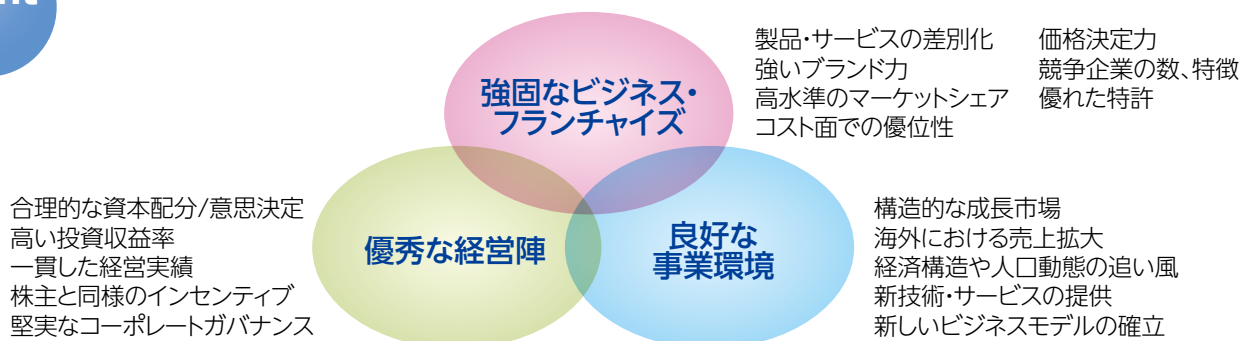 nt
強固なビジネス・
フランチャイズ
製品・サービスの差別化
強いブランド力
高水準のマーケットシェア
コスト面での優位性
価格決定力
競争企業の数、特徴
優れた特許
合理的な資本配分/意思決定
高い投資収益率
一貫した経営実績
株主と同様のインセンティブ
堅実なコーポレートガバナンス
優秀な経営陣
良好な
事業環境
構造的な成長市場
海外における売上拡大
経済構造や人口動態の追い風
新技術・サービスの提供
新しいビジネスモデルの確立